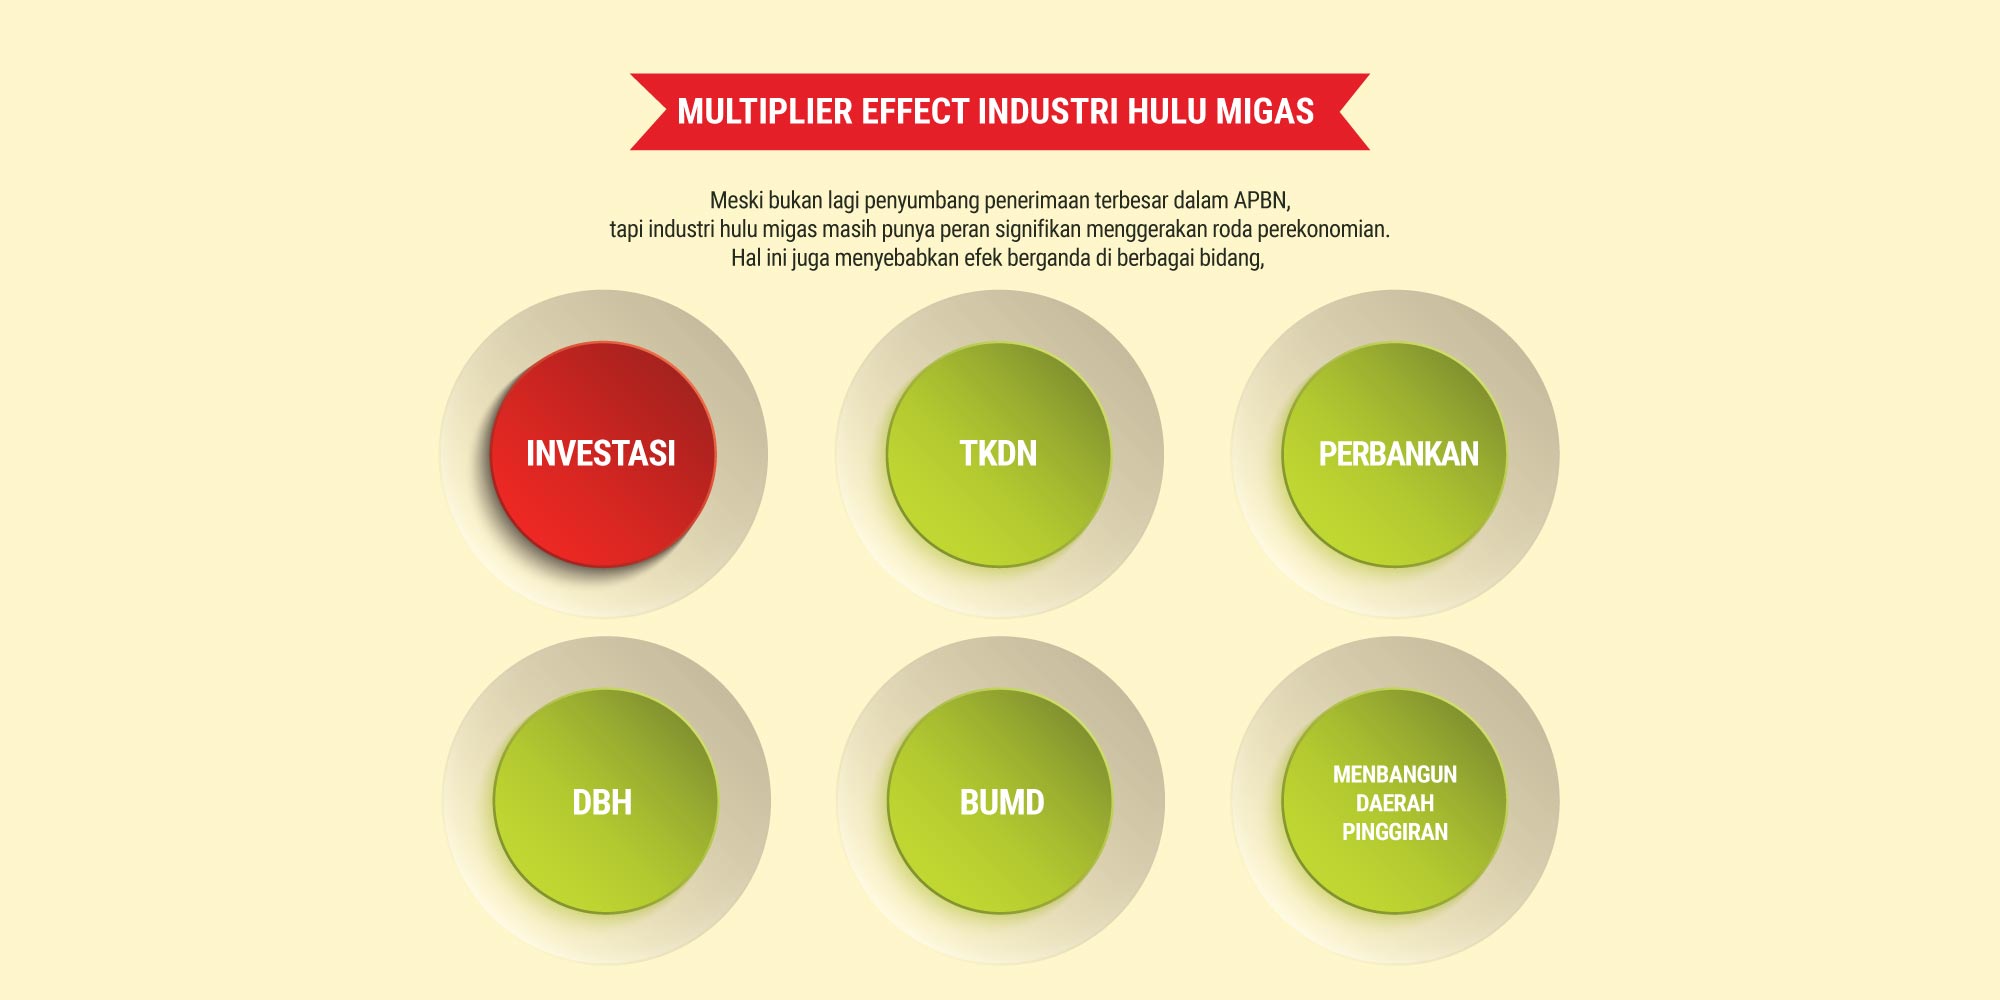 MULTIPLIER EFFECT INDUSTRI HULU MIGAS
Meski bukan lagi penyumbang penerimaan terbesar dalam APBN,
tapi industri hulu migas masih punya peran signifikan menggerakan roda perekonomian.
Hal ini juga menyebabkan efek berganda di berbagai bidang,
INVESTASI
TKDN
PERBANKAN
DBH
BUMD
MENBANGUN
DAERAH
PINGGIRAN